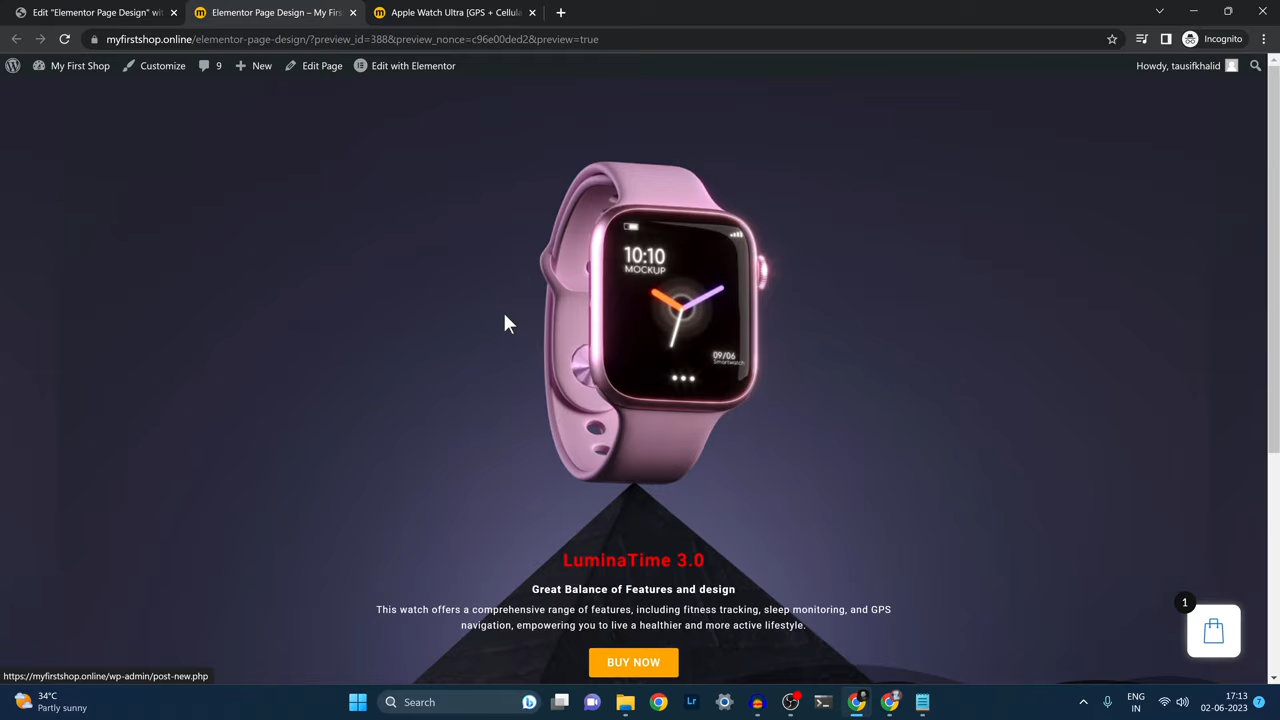 Edit "Elementor Page Design" wit
Elementor Page Design – My Firs
Apple Watch Ultra [GPS + Cellula
myfirstshop.online/elementor-page-design/?preview_id=388&preview_nonce=c96e00ded2&preview=true
Incognito
My First Shop
Customize
9
New
Edit Page
Edit with Elementor
Howdy, tausifkhalid
10:10
MOCKUP
09/06
Smartwatch
LuminaTime 3.0
Great Balance of Features and design
This watch offers a comprehensive range of features, including fitness tracking, sleep monitoring, and GPS
navigation, empowering you to live a healthier and more active lifestyle.
BUY NOW
1
https://myfirstshop.online/wp-admin/post-new.php
34°C
Partly sunny
Search
Lr
ENG
IN
17:13
02-06-2023